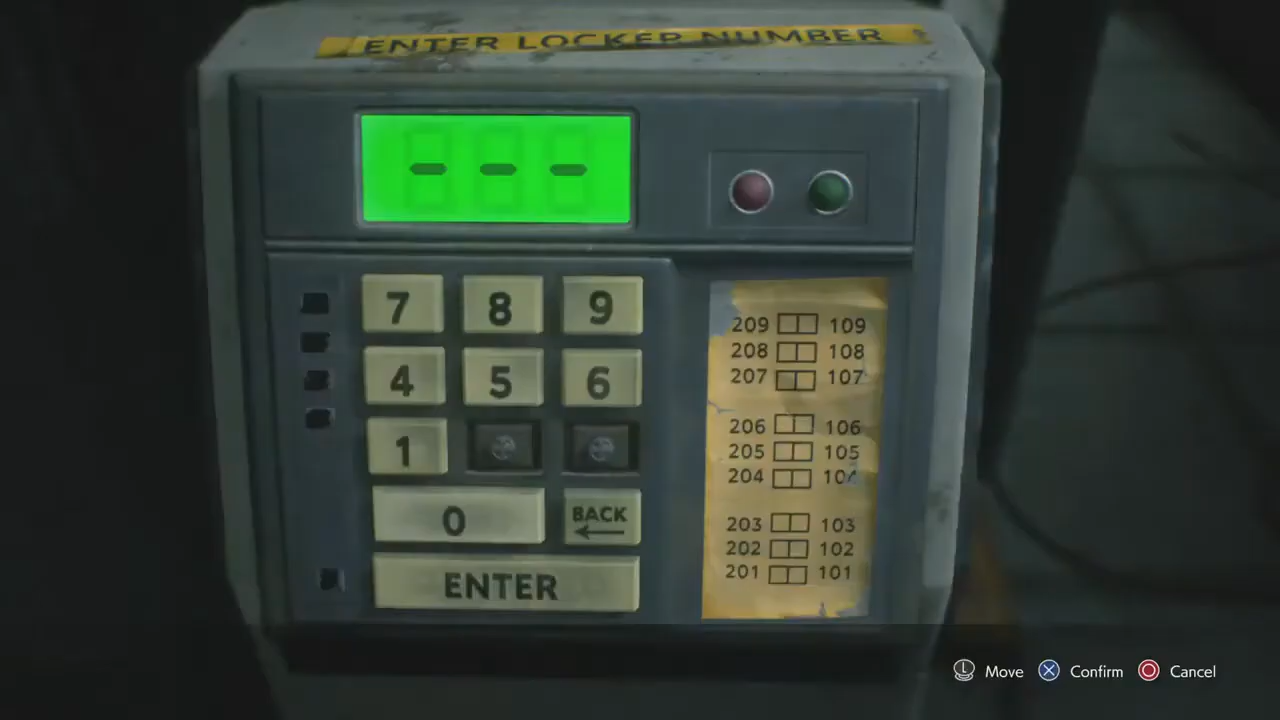 ENTER LOCKER NUMBER
- - -
7 8 9
4 5 6
1
0 BACK
ENTER
209 109
208 108
207 107
206 106
205 105
204 104
203 103
202 102
201 101
L Move Confirm Cancel